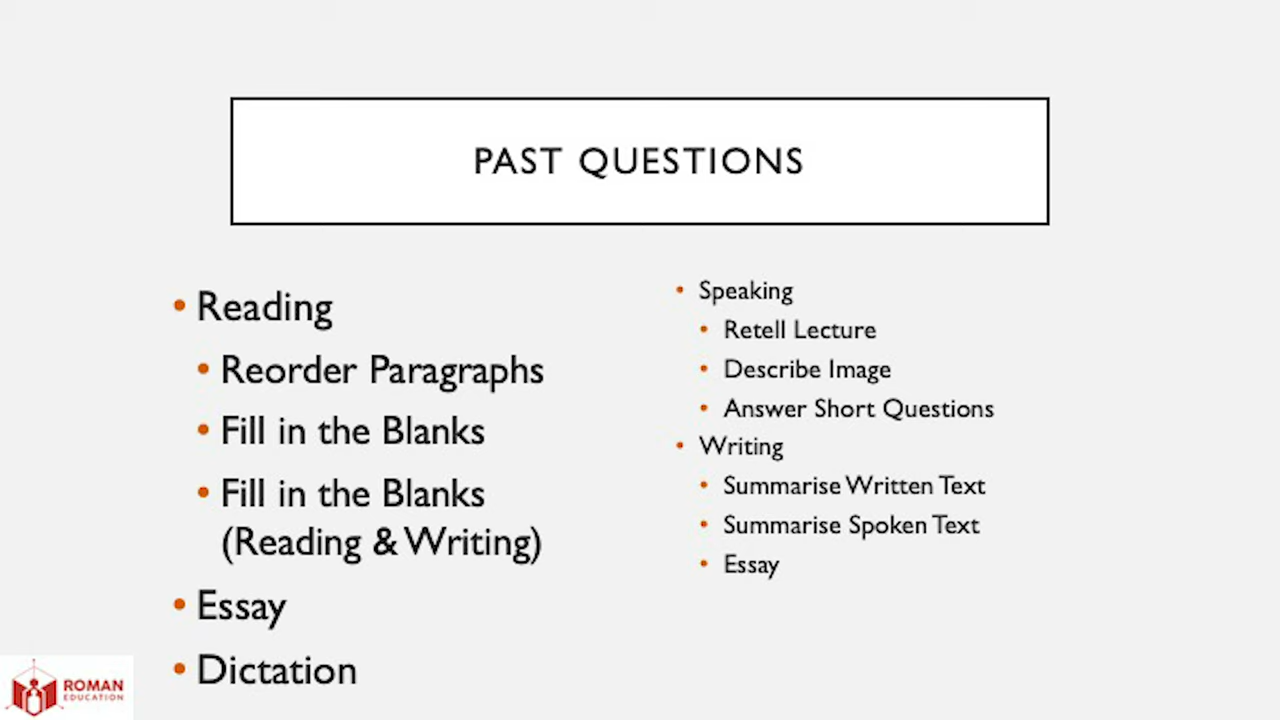 PAST QUESTIONS
Reading
Reorder Paragraphs
Fill in the Blanks
Fill in the Blanks
(Reading & Writing)
Essay
Dictation
Speaking
Retell Lecture
Describe Image
Answer Short Questions
Writing
Summarise Written Text
Summarise Spoken Text
Essay
ROMAN
EDUCATION